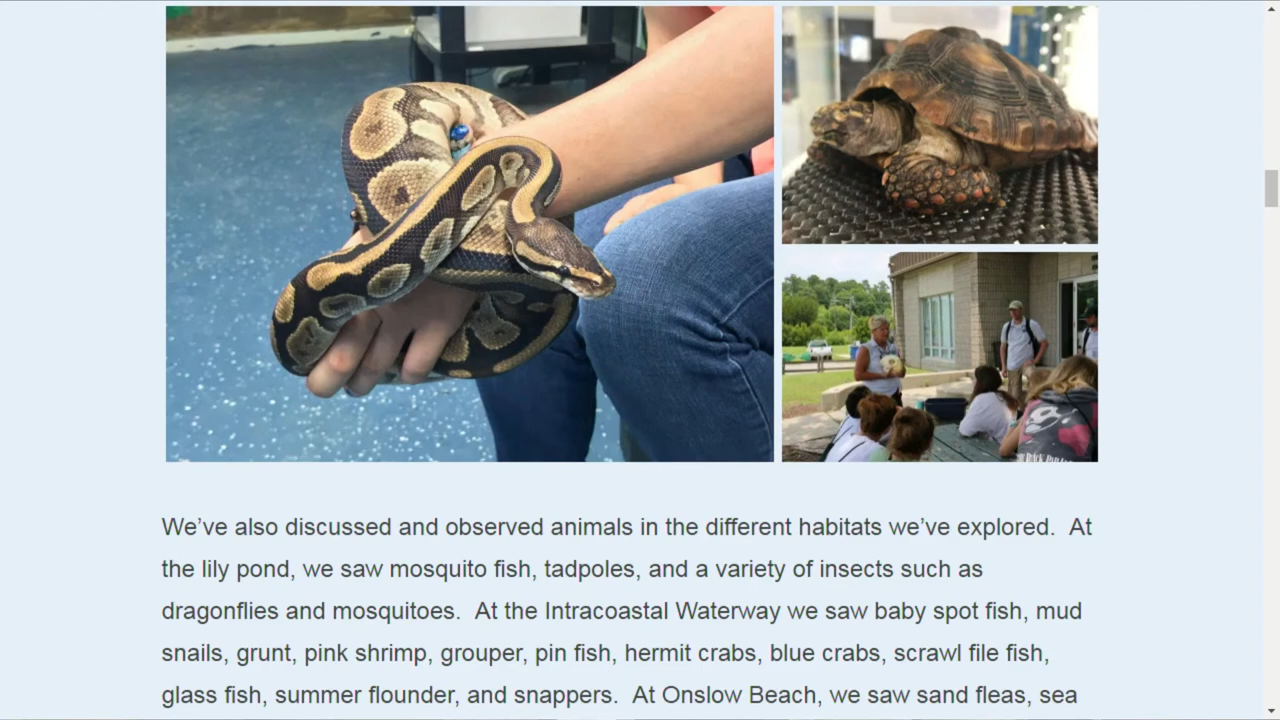 We’ve also discussed and observed animals in the different habitats we’ve explored.  At
the lily pond, we saw mosquito fish, tadpoles, and a variety of insects such as
dragonflies and mosquitoes.  At the Intracoastal Waterway we saw baby spot fish, mud
snails, grunt, pink shrimp, grouper, pin fish, hermit crabs, blue crabs, scrawl file fish,
glass fish, summer flounder, and snappers.  At Onslow Beach, we saw sand fleas, sea